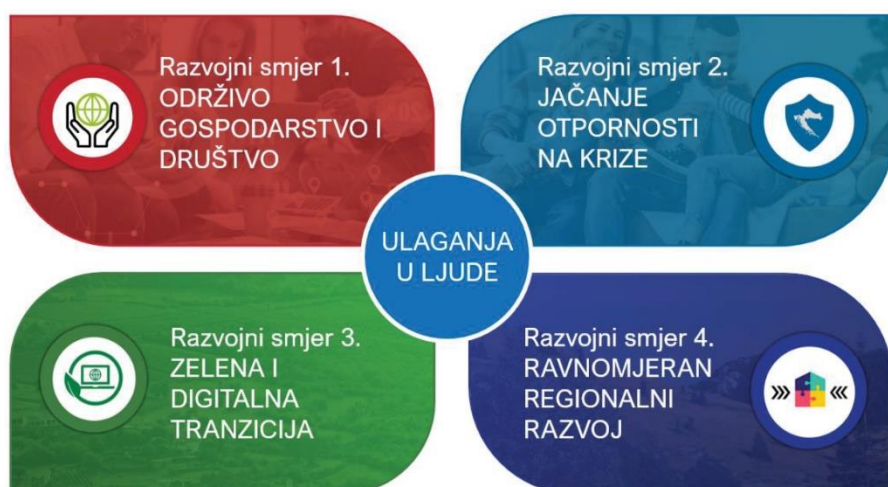 Razvojni smjer 1.
ODRŽIVO
GOSPODARSTVO I
DRUŠTVO
Razvojni smjer 2.
JAČANJE
OTPORNOSTI
NA KRIZE
ULAGANJA
U LJUDE
Razvojni smjer 3.
ZELENA I
DIGITALNA
TRANZICIJA
Razvojni smjer 4.
RAVNOMJERAN
REGIONALNI
RAZVOJ